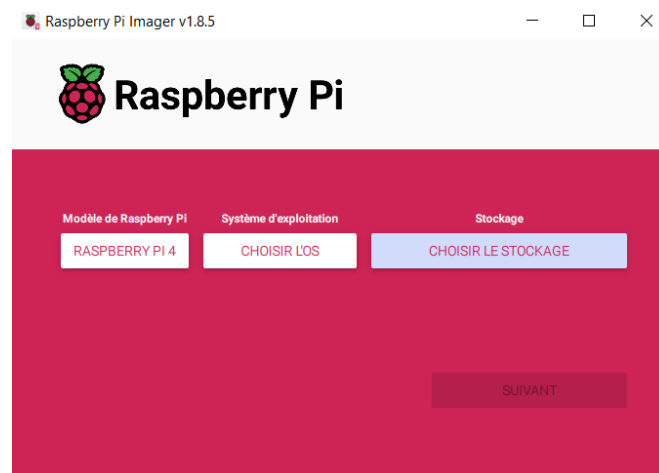 Raspberry Pi Imager v1.8.5
Raspberry Pi
Modèle de Raspberry Pi Système d'exploitation Stockage
RASPBERRY PI 4 CHOISIR L'OS CHOISIR LE STOCKAGE
SUIVANT